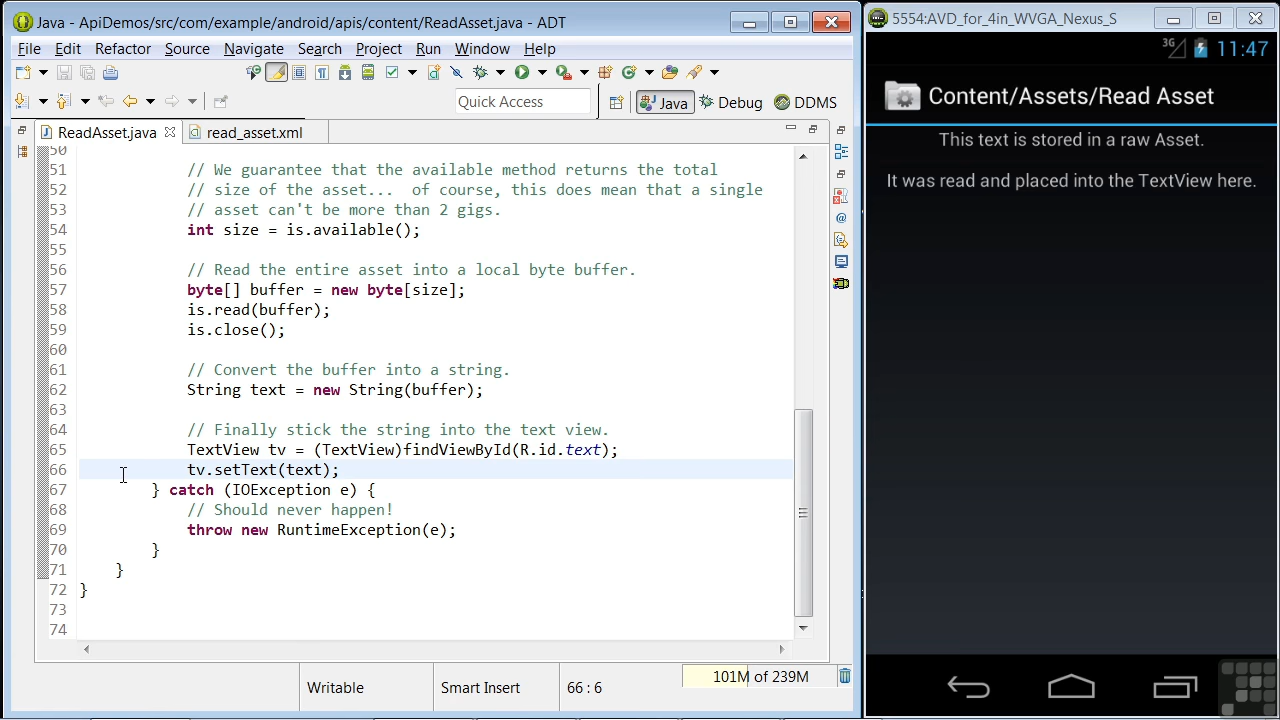 Java - ApiDemos/src/com/example/android/apis/content/ReadAsset.java - ADT
File Edit Refactor Source Navigate Search Project Run Window Help
Quick Access
Java
Debug
DDMS
ReadAsset.java
read_asset.xml
50
51 // We guarantee that the available method returns the total
52 // size of the asset... of course, this does mean that a single
53 // asset can't be more than 2 gigs.
54 int size = is.available();
55
56 // Read the entire asset into a local byte buffer.
57 byte[] buffer = new byte[size];
58 is.read(buffer);
59 is.close();
60
61 // Convert the buffer into a string.
62 String text = new String(buffer);
63
64 // Finally stick the string into the text view.
65 TextView tv = (TextView)findViewById(R.id.text);
66 tv.setText(text);
67 } catch (IOException e) {
68 // Should never happen!
69 throw new RuntimeException(e);
70 }
71 }
72 }
73
74
Writable
Smart Insert
66 : 6
101M of 239M
5554:AVD_for_4in_WVGA_Nexus_S
3G
11:47
Content/Assets/Read Asset
This text is stored in a raw Asset.
It was read and placed into the TextView here.